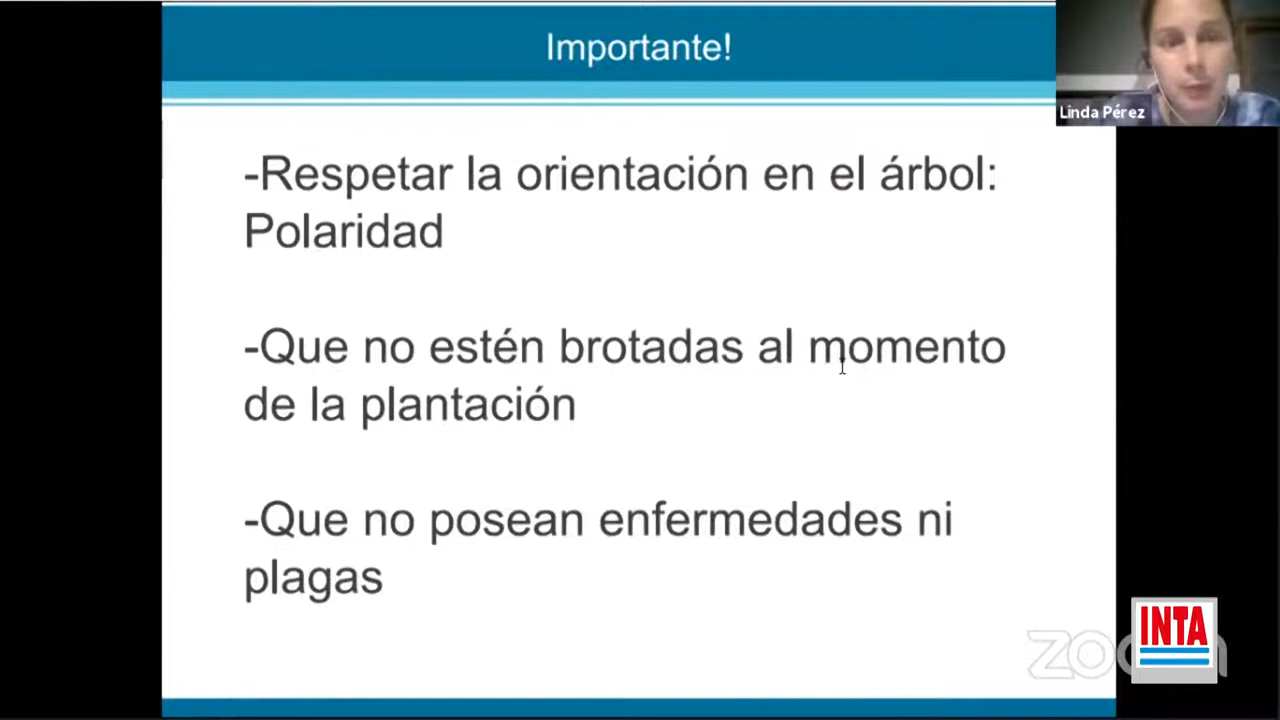 Importante!
Linda Pérez
-Respetar la orientación en el árbol:
Polaridad
-Que no estén brotadas al momento
de la plantación
-Que no posean enfermedades ni
plagas
INTA
zoom